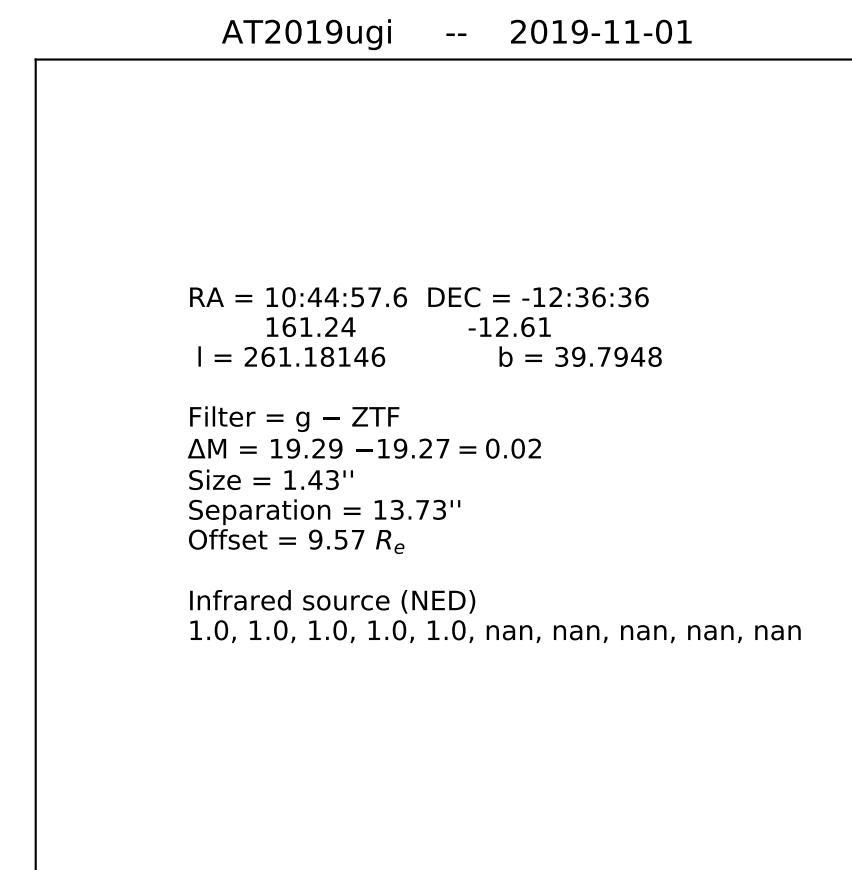 AT2019ugi -- 2019-11-01
RA = 10:44:57.6 DEC = -12:36:36
161.24 -12.61
l = 261.18146 b = 39.7948
Filter = g − ZTF
ΔM = 19.29 −19.27 = 0.02
Size = 1.43''
Separation = 13.73''
Offset = 9.57 Rₑ
Infrared source (NED)
1.0, 1.0, 1.0, 1.0, 1.0, nan, nan, nan, nan, nan